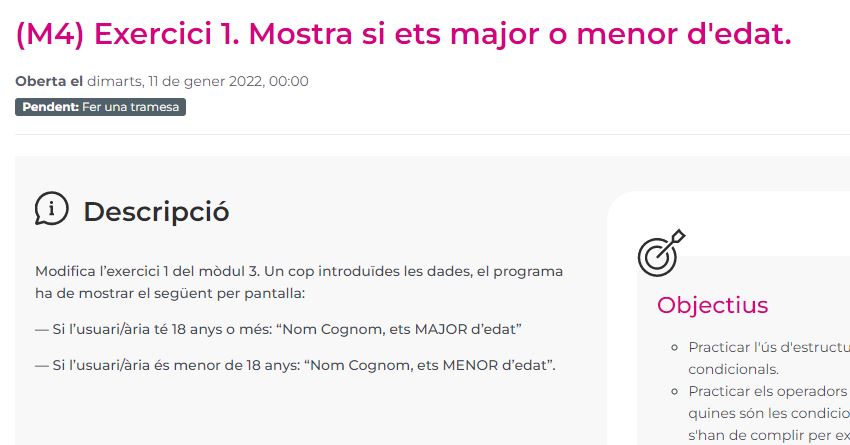 (M4) Exercici 1. Mostra si ets major o menor d'edat.
Oberta el dimarts, 11 de gener 2022, 00:00
Pendent: Fer una tramesa
Descripció
Modifica l’exercici 1 del mòdul 3. Un cop introduïdes les dades, el programa
ha de mostrar el següent per pantalla:
— Si l’usuari/ària té 18 anys o més: “Nom Cognom, ets MAJOR d’edat”
— Si l’usuari/ària és menor de 18 anys: “Nom Cognom, ets MENOR d’edat”.
Objectius
Practicar l'ús d'estructu
condicionals.
Practicar els operadors
quines són les condicio
s'han de complir per ex